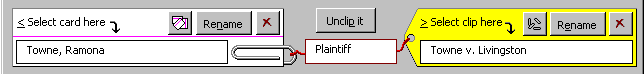 < Select card here
Rename
X
Unclip it
> Select clip here
Rename
X
Towne, Ramona
Plaintiff
Towne v. Livingston